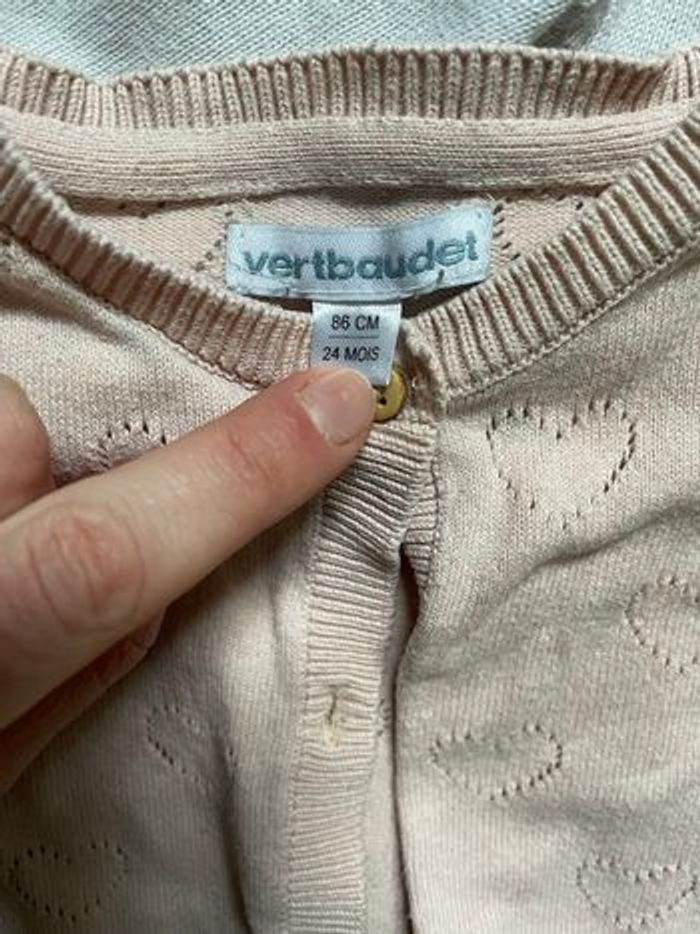 vertbaudet
86 CM
24 MOIS